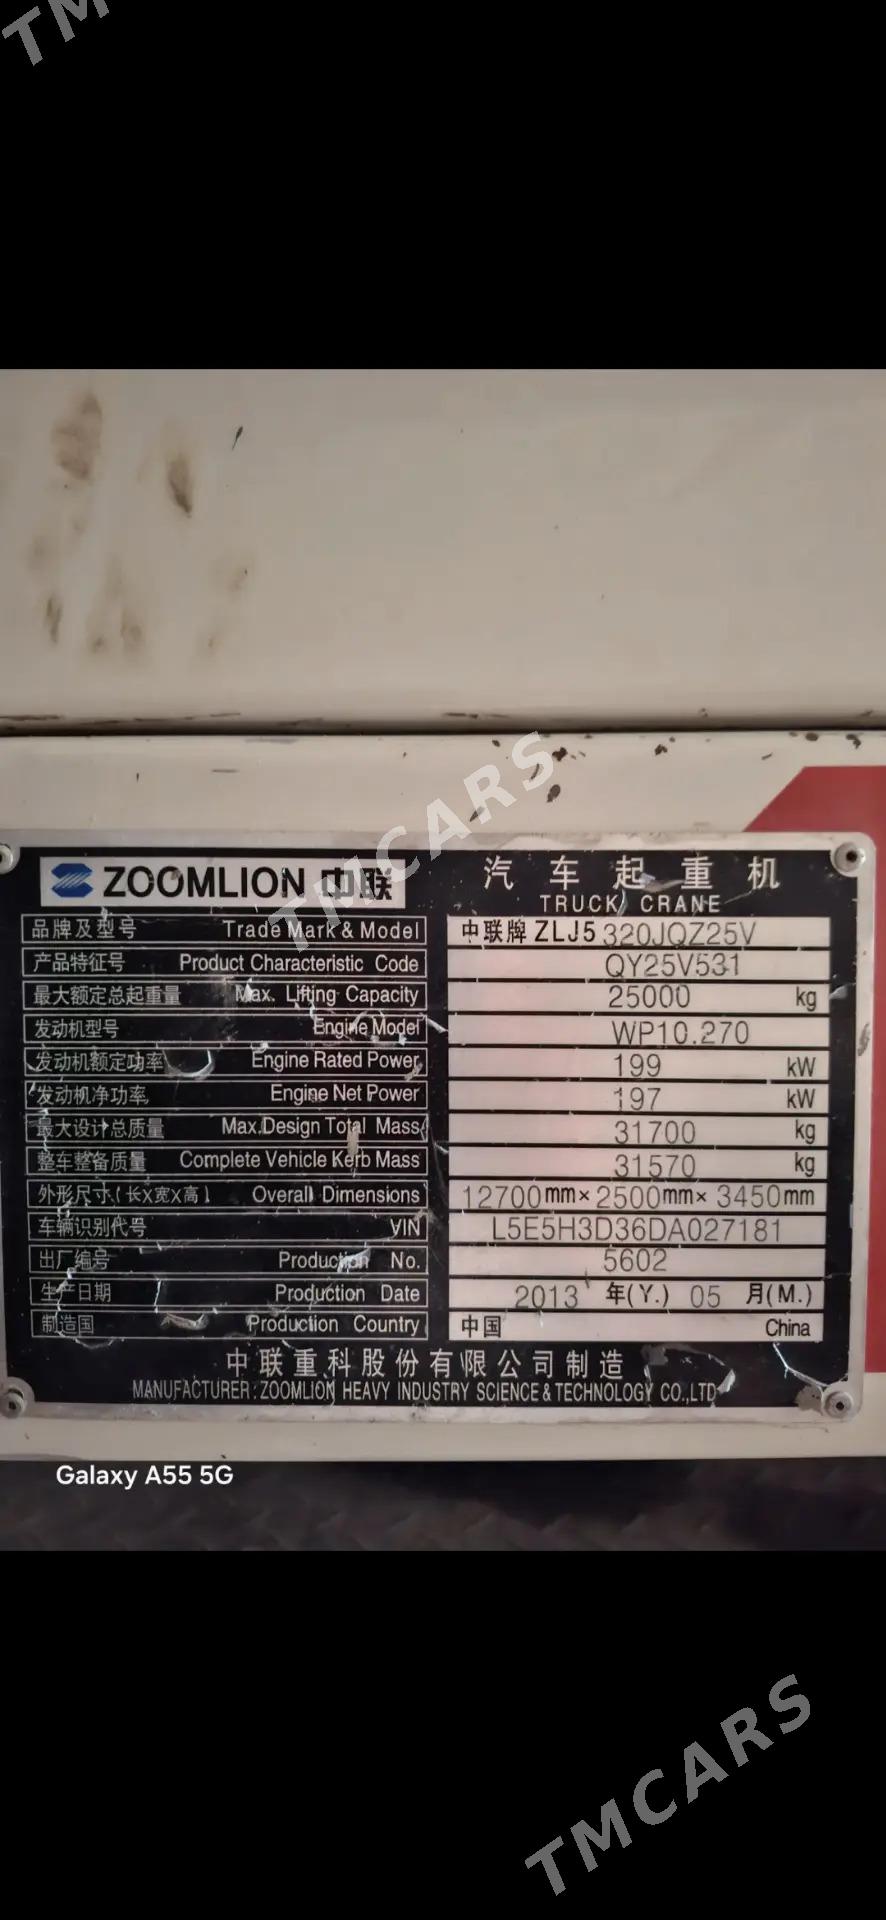 TM
ZOOMLION 中联
汽车起重机
TRUCK CRANE
品牌及型号 Trade Mark & Model 中联牌 ZLJ5 320JQZ25V
产品特征号 Product Characteristic Code QY25V531
最大额定总起重量 Max. Lifting Capacity 25000 kg
发动机型号 Engine Model WP10.270
发动机额定功率 Engine Rated Power 199 kW
发动机净功率 Engine Net Power 197 kW
最大设计总质量 Max.Design Total Mass 31700 kg
整车整备质量 Complete Vehicle Kerb Mass 31570 kg
外形尺寸(长X宽X高) Overall Dimensions 12700mm× 2500mm× 3450mm
车辆识别代号 VIN L5E5H3D36DA027181
出厂编号 Production No. 5602
生产日期 Production Date 2013 年(Y.) 05 月(M.)
制造国 Production Country 中国 China
中联重科股份有限公司制造
MANUFACTURER: ZOOMLION HEAVY INDUSTRY SCIENCE & TECHNOLOGY CO.,LTD
TMCARS
Galaxy A55 5G
TMCARS